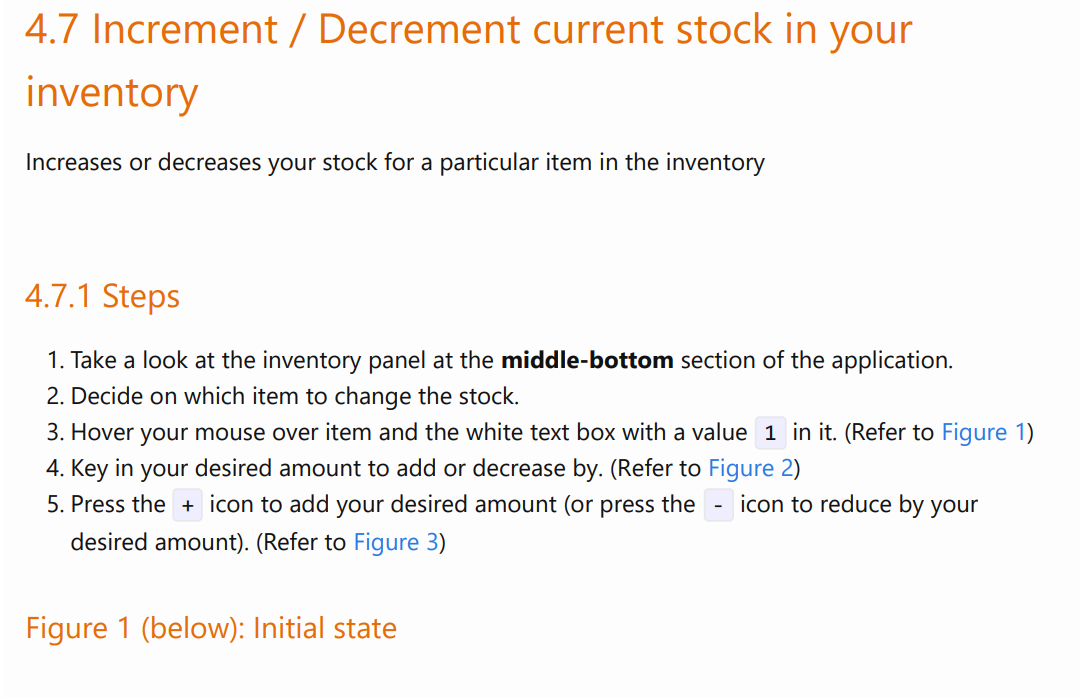 4.7 Increment / Decrement current stock in your
inventory
Increases or decreases your stock for a particular item in the inventory
4.7.1 Steps
1. Take a look at the inventory panel at the middle-bottom section of the application.
2. Decide on which item to change the stock.
3. Hover your mouse over item and the white text box with a value 1 in it. (Refer to Figure 1)
4. Key in your desired amount to add or decrease by. (Refer to Figure 2)
5. Press the + icon to add your desired amount (or press the - icon to reduce by your
desired amount). (Refer to Figure 3)
Figure 1 (below): Initial state